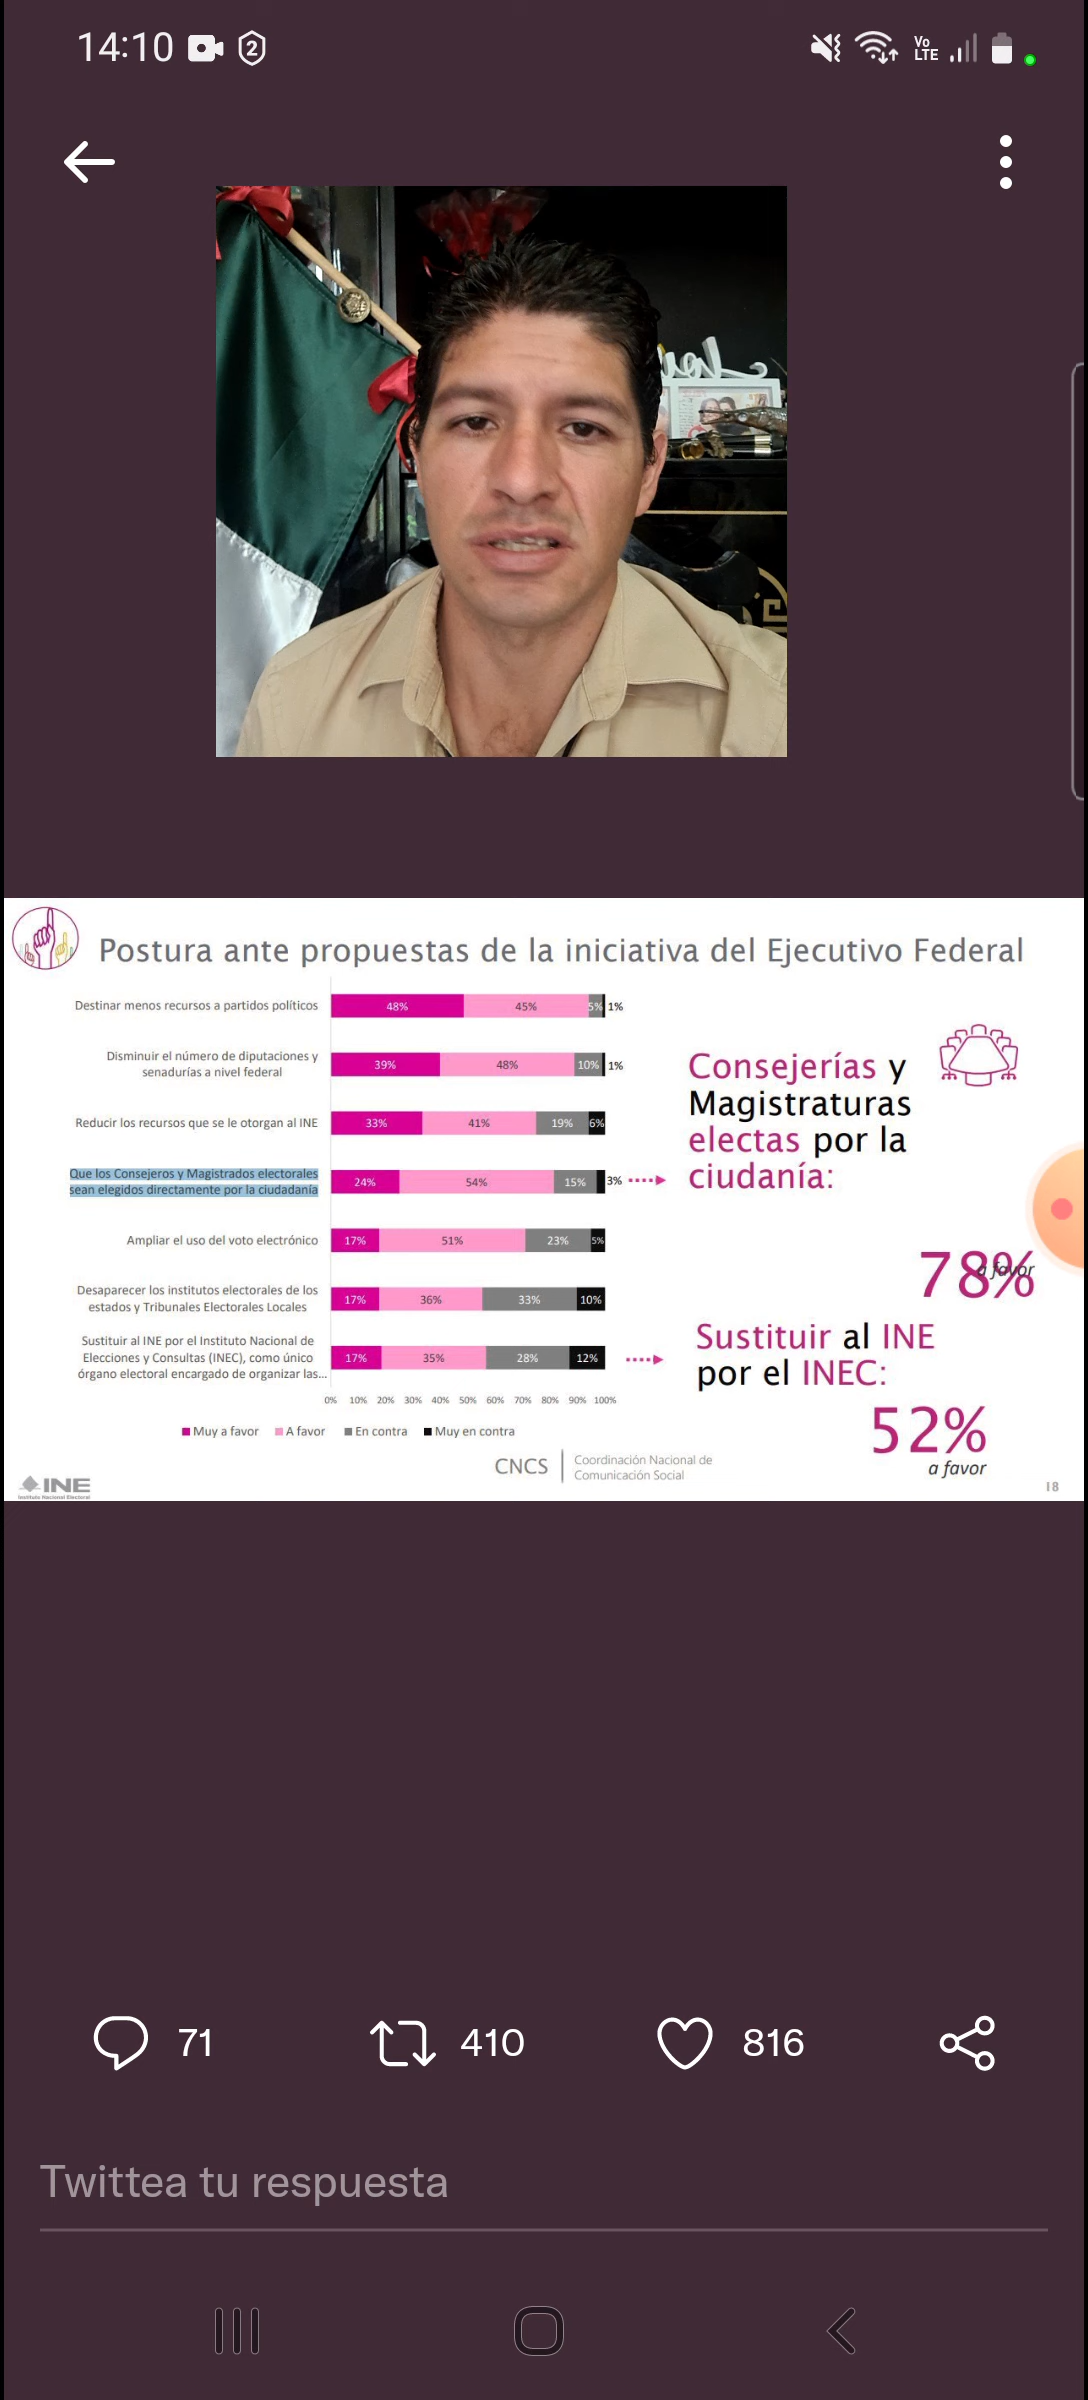 14:10
2
Vo
LTE
Postura ante propuestas de la iniciativa del Ejecutivo Federal
Destinar menos recursos a partidos políticos
48% 45% 5% 1%
Disminuir el número de diputaciones y
senadurías a nivel federal
39% 48% 10% 1%
Reducir los recursos que se le otorgan al INE
33% 41% 19% 6%
Que los Consejeros y Magistrados electorales
sean elegidos directamente por la ciudadanía
24% 54% 15% 3%
Ampliar el uso del voto electrónico
17% 51% 23% 5%
Desaparecer los institutos electorales de los
estados y Tribunales Electorales Locales
17% 36% 33% 10%
Sustituir al INE por el Instituto Nacional de
Elecciones y Consultas (INEC), como único
órgano electoral encargado de organizar las...
17% 35% 28% 12%
0% 10% 20% 30% 40% 50% 60% 70% 80% 90% 100%
Muy a favor A favor En contra Muy en contra
Consejerías y
Magistraturas
electas por la
ciudanía:
78%
a favor
Sustituir al INE
por el INEC:
52%
a favor
CNCS
Coordinación Nacional de
Comunicación Social
INE
Instituto Nacional Electoral
18
71 410 816
Twittea tu respuesta